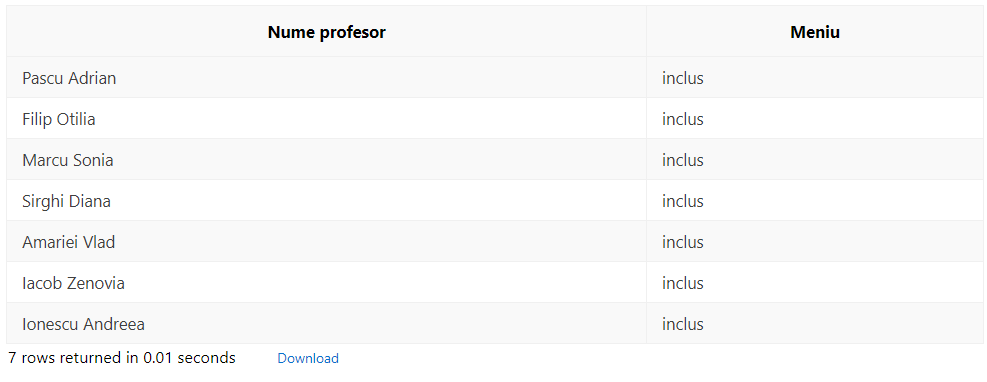 Nume profesor Meniu
Pascu Adrian inclus
Filip Otilia inclus
Marcu Sonia inclus
Sirghi Diana inclus
Amariei Vlad inclus
Iacob Zenovia inclus
Ionescu Andreea inclus
7 rows returned in 0.01 seconds Download